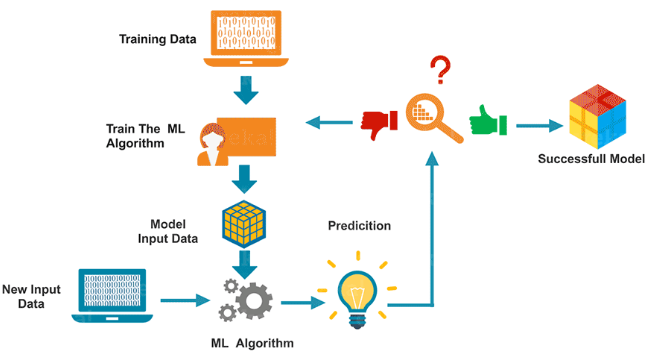 Training Data
?
Train The ML
Algorithm
Successfull Model
Model
Input Data
Predicition
New Input
Data
ML Algorithm